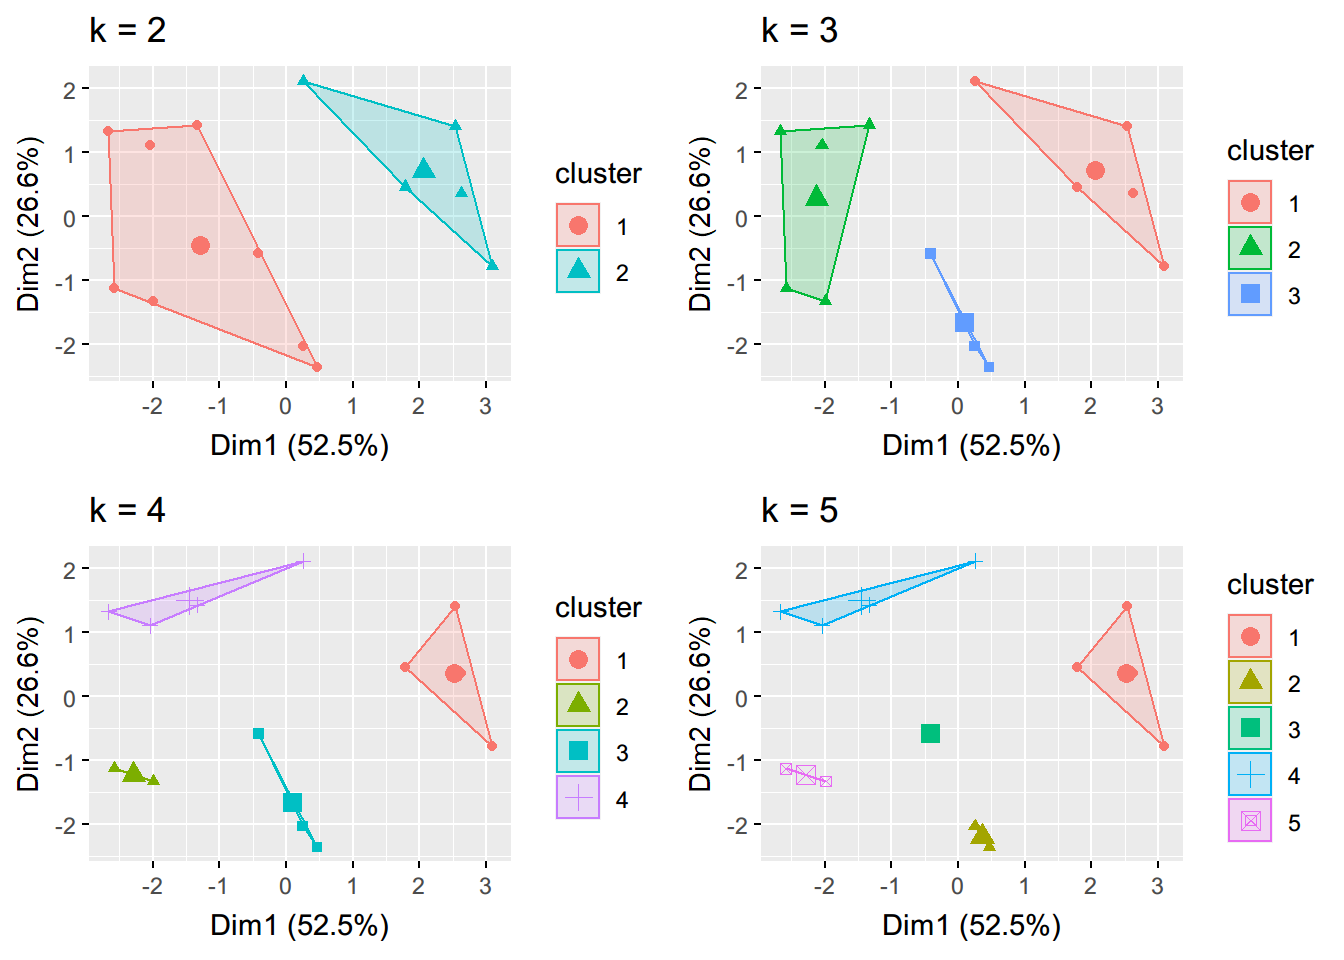 k = 2
2
1
0
-1
-2
Dim2 (26.6%)
-2 -1 0 1 2 3
Dim1 (52.5%)
cluster
1
2
k = 3
2
1
0
-1
-2
Dim2 (26.6%)
-2 -1 0 1 2 3
Dim1 (52.5%)
cluster
1
2
3
k = 4
2
1
0
-1
-2
Dim2 (26.6%)
-2 -1 0 1 2 3
Dim1 (52.5%)
cluster
1
2
3
4
k = 5
2
1
0
-1
-2
Dim2 (26.6%)
-2 -1 0 1 2 3
Dim1 (52.5%)
cluster
1
2
3
4
5